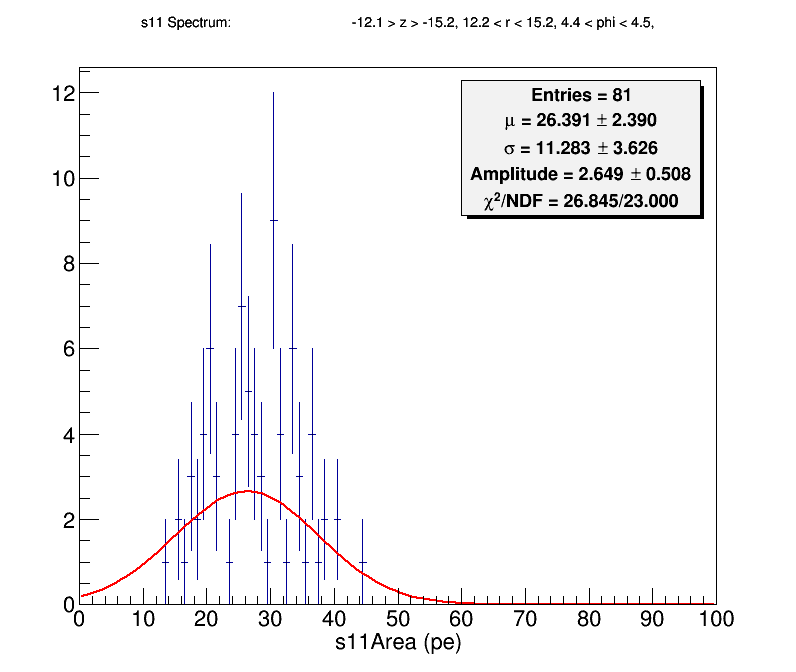 s11 Spectrum: -12.1 > z > -15.2, 12.2 < r < 15.2, 4.4 < phi < 4.5,
Entries = 81
μ = 26.391 ± 2.390
σ = 11.283 ± 3.626
Amplitude = 2.649 ± 0.508
χ²/NDF = 26.845/23.000
12
10
8
6
4
2
0
0 10 20 30 40 50 60 70 80 90 100
s11Area (pe)